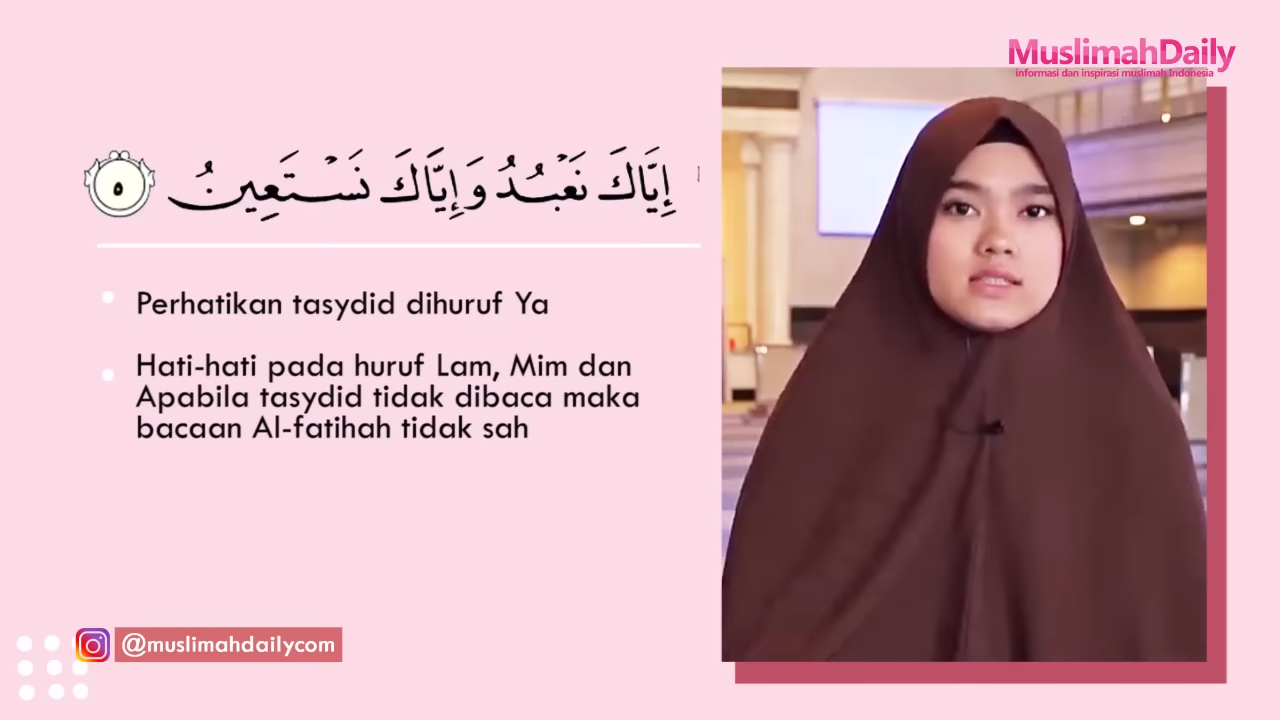 MuslimahDaily
informasi dan inspirasi muslimah Indonesia
إِيَّاكَ نَعْبُدُ وَإِيَّاكَ نَسْتَعِينُ ٥
Perhatikan tasydid dihuruf Ya
Hati-hati pada huruf Lam, Mim dan
Apabila tasydid tidak dibaca maka
bacaan Al-fatihah tidak sah
@muslimahdailycom